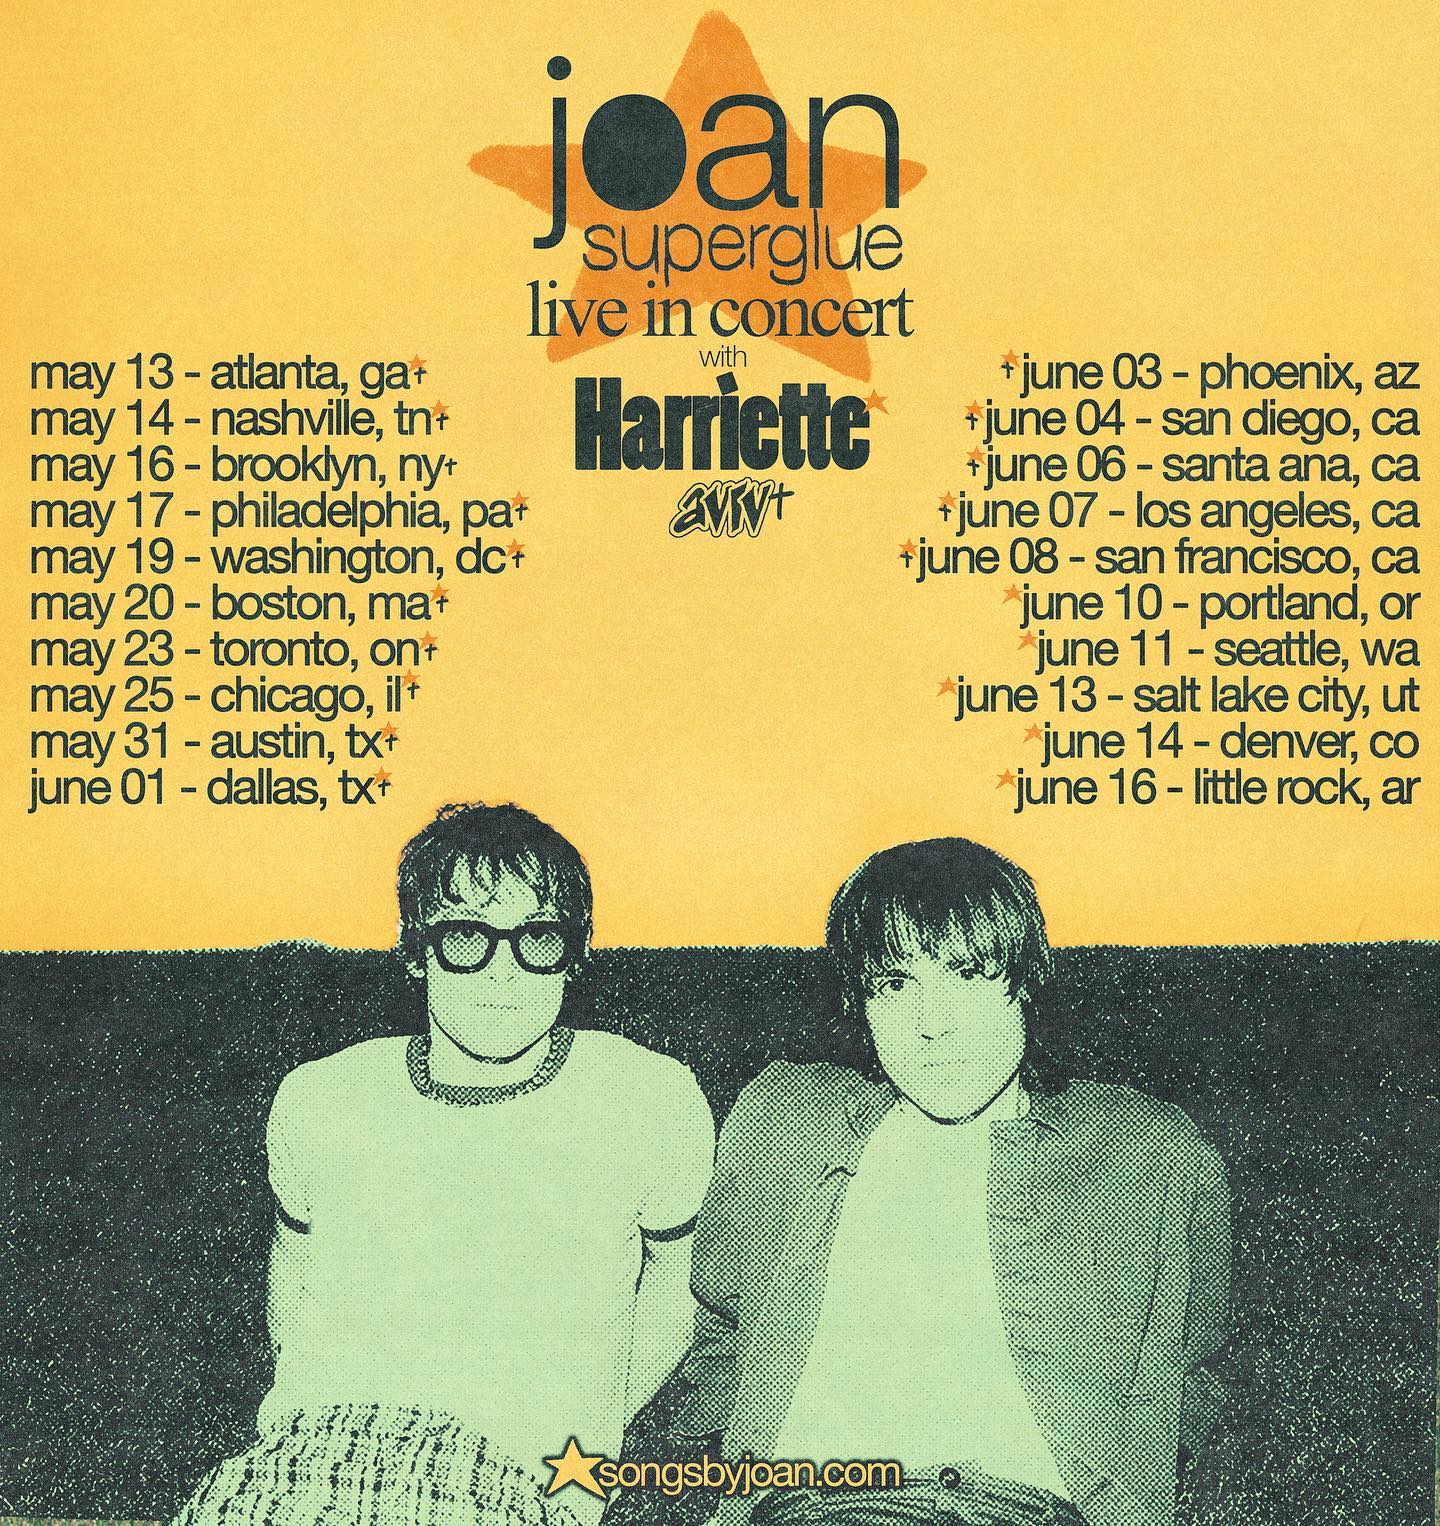 joan
superglue
live in concert
with
Harriette★
aviv†
may 13 - atlanta, ga★†
may 14 - nashville, tn★†
may 16 - brooklyn, ny†
may 17 - philadelphia, pa★†
may 19 - washington, dc★†
may 20 - boston, ma★†
may 23 - toronto, on★†
may 25 - chicago, il★†
may 31 - austin, tx★†
june 01 - dallas, tx★†
★†june 03 - phoenix, az
★†june 04 - san diego, ca
★†june 06 - santa ana, ca
★†june 07 - los angeles, ca
★†june 08 - san francisco, ca
★june 10 - portland, or
★june 11 - seattle, wa
★june 13 - salt lake city, ut
★june 14 - denver, co
★june 16 - little rock, ar
★songsbyjoan.com